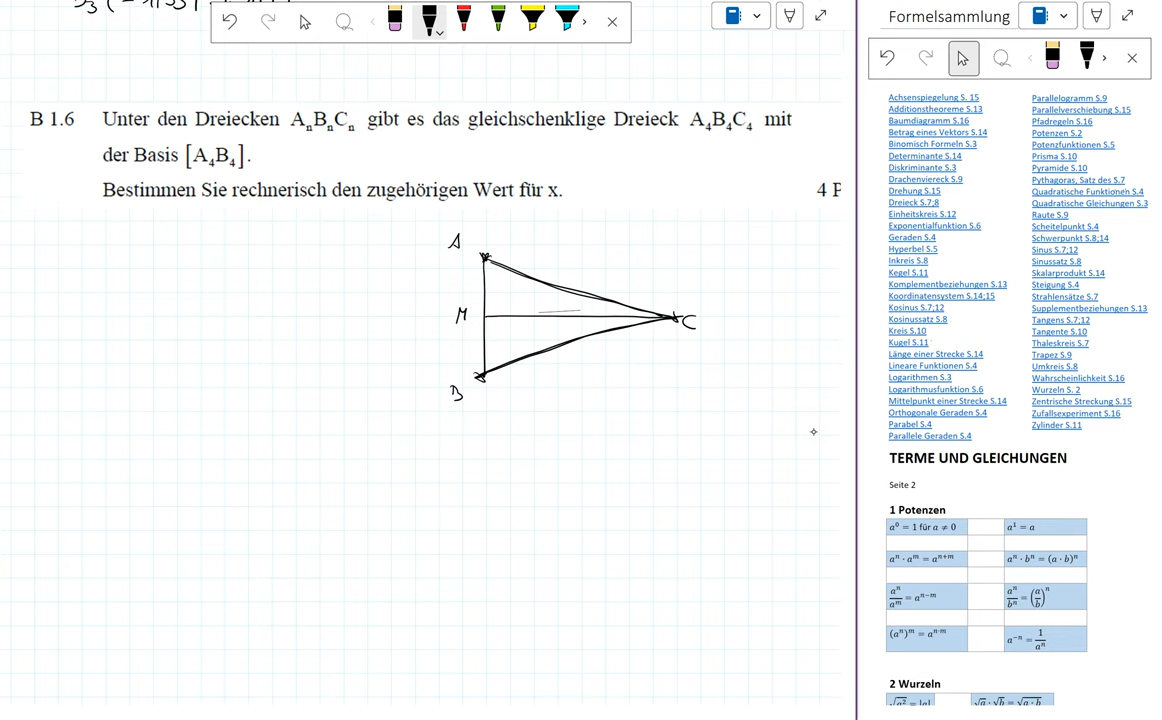 Formelsammlung
B 1.6 Unter den Dreiecken AₙBₙCₙ gibt es das gleichschenklige Dreieck A₄B₄C₄ mit
der Basis [A₄B₄].
Bestimmen Sie rechnerisch den zugehörigen Wert für x. 4 P
A
M
C
B
Achsenspiegelung S. 15
Additionstheoreme S.13
Baumdiagramm S.16
Betrag eines Vektors S.14
Binomisch Formeln S.3
Determinante S.14
Diskriminante S.3
Drachenviereck S.9
Drehung S.15
Dreieck S.7;8
Einheitskreis S.12
Exponentialfunktion S.6
Geraden S.4
Hyperbel S.5
Inkreis S.8
Kegel S.11
Komplementbeziehungen S.13
Koordinatensystem S.14;15
Kosinus S.7;12
Kosinussatz S.8
Kreis S.10
Kugel S.11
Länge einer Strecke S.14
Lineare Funktionen S.4
Logarithmen S.3
Logarithmusfunktion S.6
Mittelpunkt einer Strecke S.14
Orthogonale Geraden S.4
Parabel S.4
Parallele Geraden S.4
Parallelogramm S.9
Parallelverschiebung S.15
Pfadregeln S.16
Potenzen S.2
Potenzfunktionen S.5
Prisma S.10
Pyramide S.10
Pythagoras, Satz des S.7
Quadratische Funktionen S.4
Quadratische Gleichungen S.3
Raute S.9
Scheitelpunkt S.4
Schwerpunkt S.8;14
Sinus S.7;12
Sinussatz S.8
Skalarprodukt S.14
Steigung S.4
Strahlensätze S.7
Supplementbeziehungen S.13
Tangens S.7;12
Tangente S.10
Thaleskreis S.7
Trapez S.9
Umkreis S.8
Wahrscheinlichkeit S.16
Wurzeln S. 2
Zentrische Streckung S.15
Zufallsexperiment S.16
Zylinder S.11
TERME UND GLEICHUNGEN
Seite 2
1 Potenzen
a⁰ = 1 für a ≠ 0 a¹ = a
aⁿ · aᵐ = aⁿ⁺ᵐ aⁿ · bⁿ = (a · b)ⁿ
aⁿ/aᵐ = aⁿ⁻ᵐ aⁿ/bⁿ = (a/b)ⁿ
(aⁿ)ᵐ = aⁿ·ᵐ a⁻ⁿ = 1/aⁿ
2 Wurzeln
√a² = |a| √a · √b = √a · b